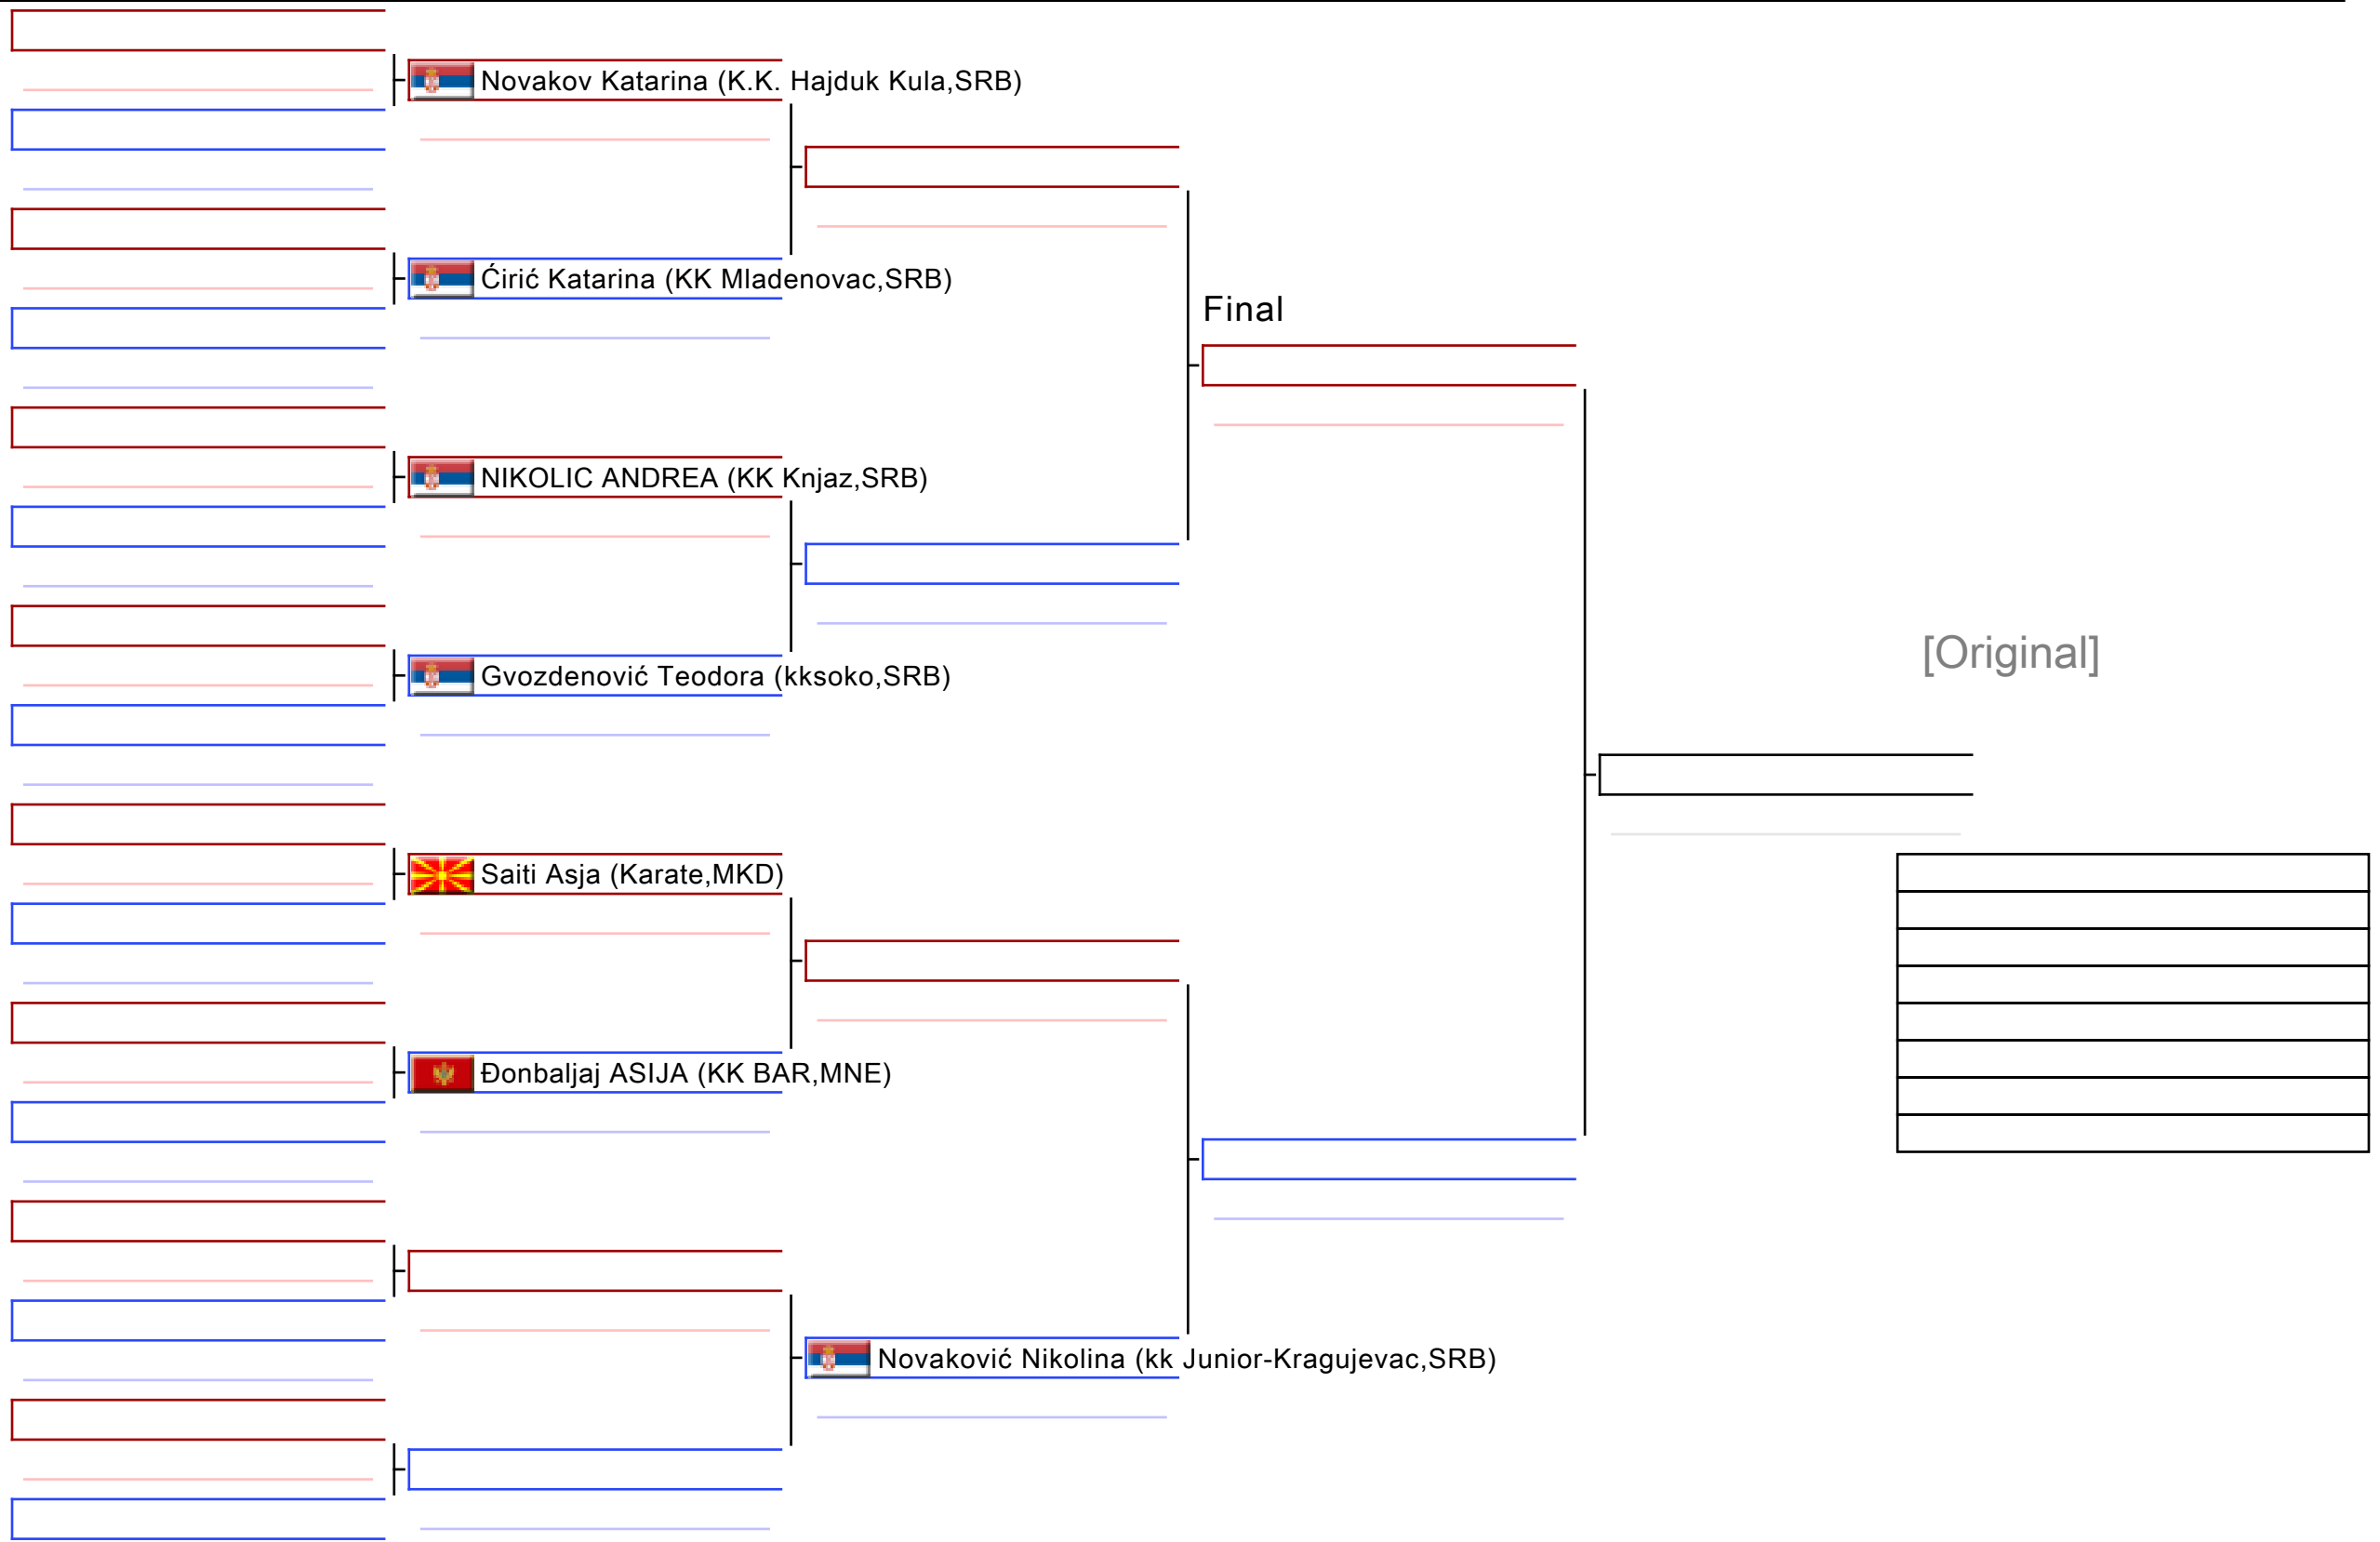 Novakov Katarina (K.K. Hajduk Kula,SRB)
Ćirić Katarina (KK Mladenovac,SRB)
Final
NIKOLIC ANDREA (KK Knjaz,SRB)
[Original]
Gvozdenović Teodora (kksoko,SRB)
Saiti Asja (Karate,MKD)
Đonbaljaj ASIJA (KK BAR,MNE)
Novaković Nikolina (kk Junior-Kragujevac,SRB)